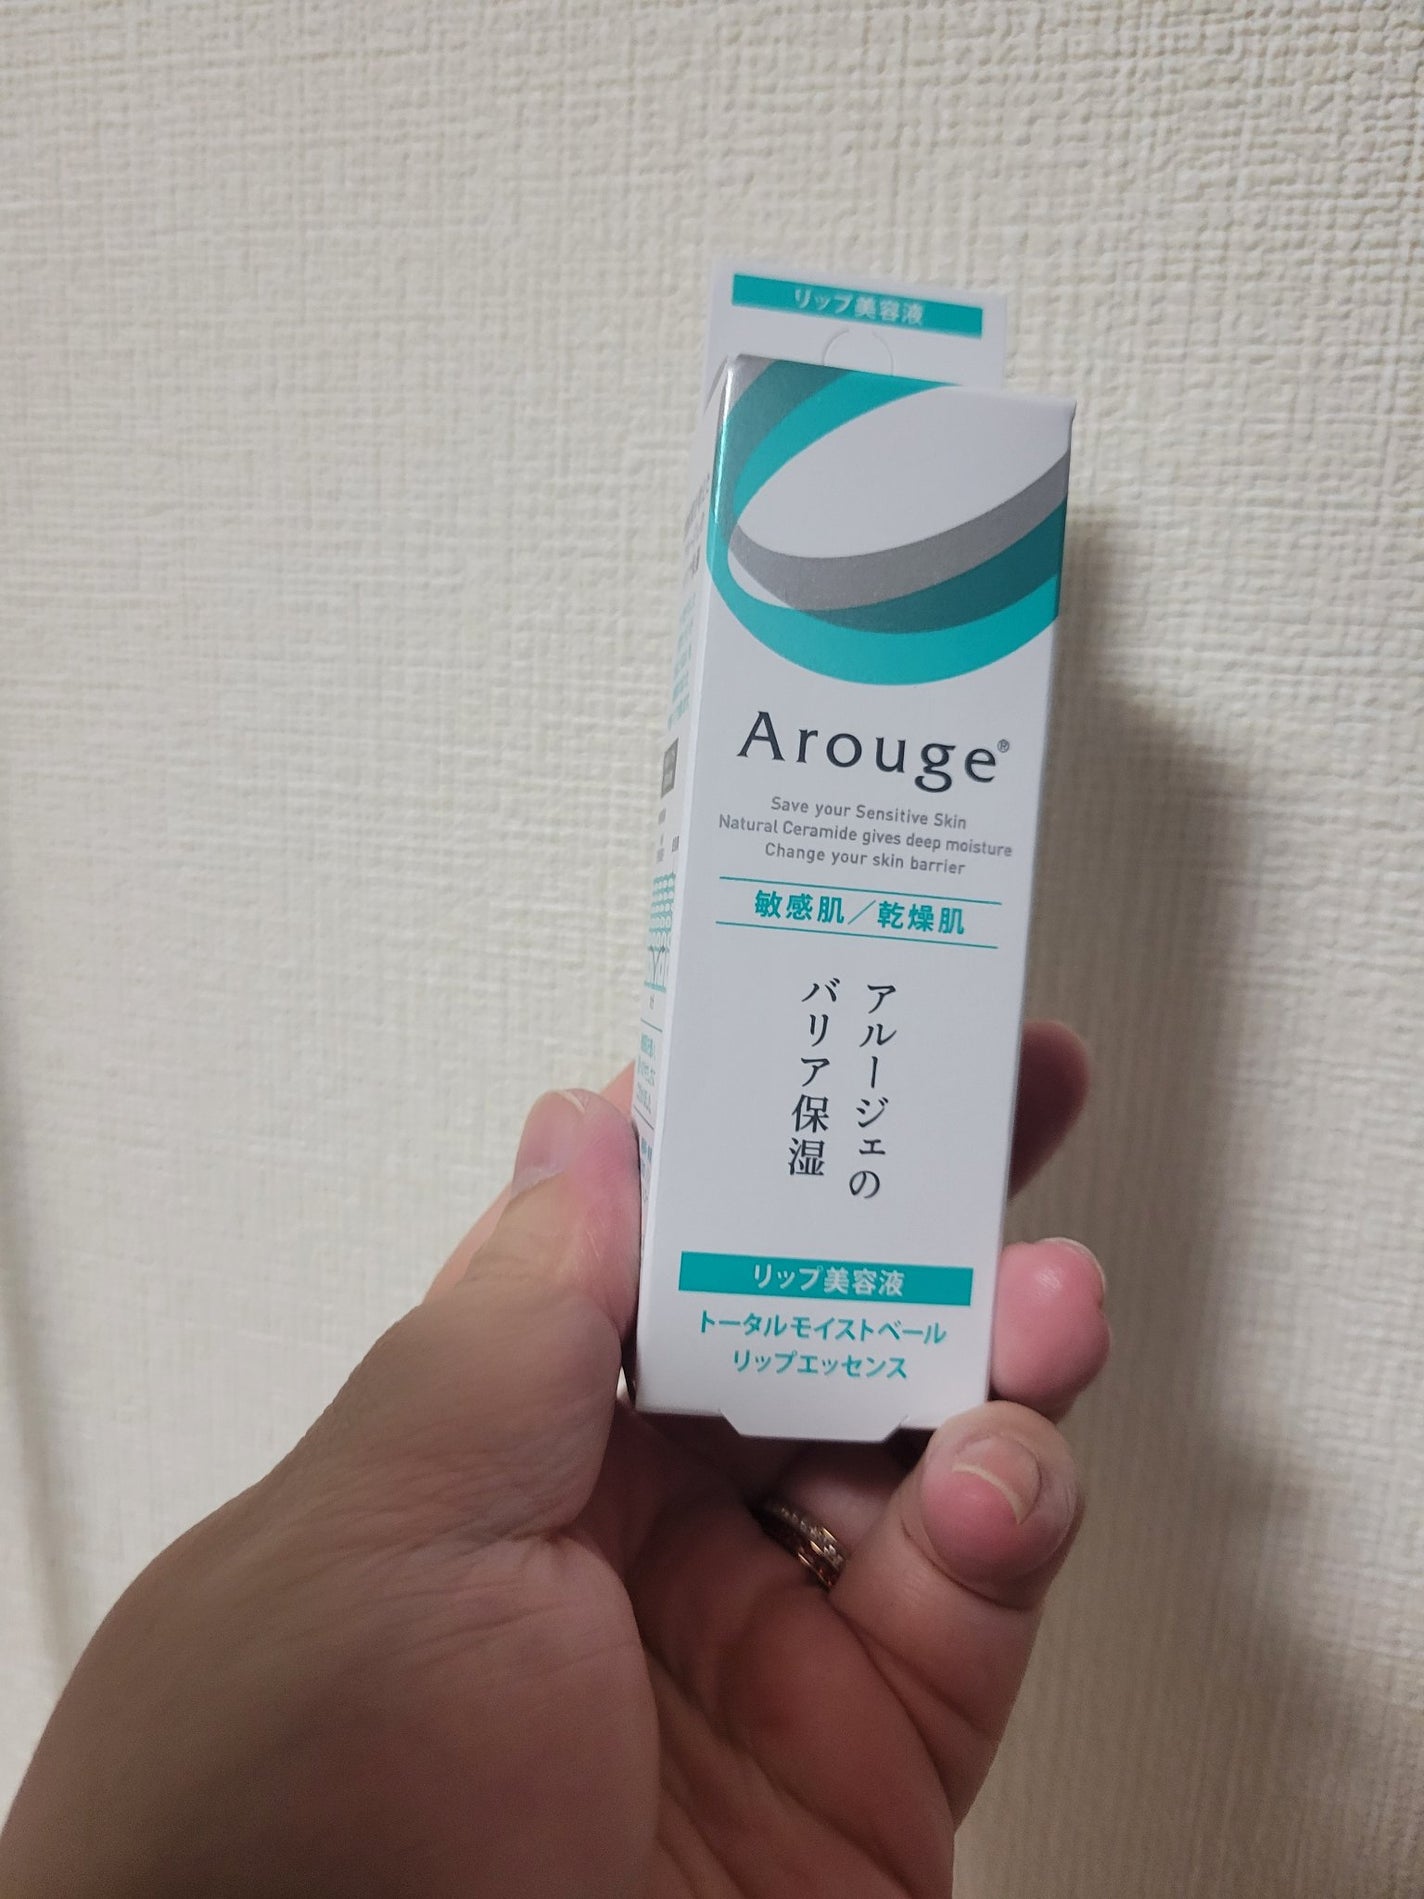 リップ美容液
Arouge®
Save your Sensitive Skin
Natural Ceramide gives deep moisture
Change your skin barrier
敏感肌／乾燥肌
アルージェの
バリア保湿
リップ美容液
トータルモイストベール
リップエッセンス